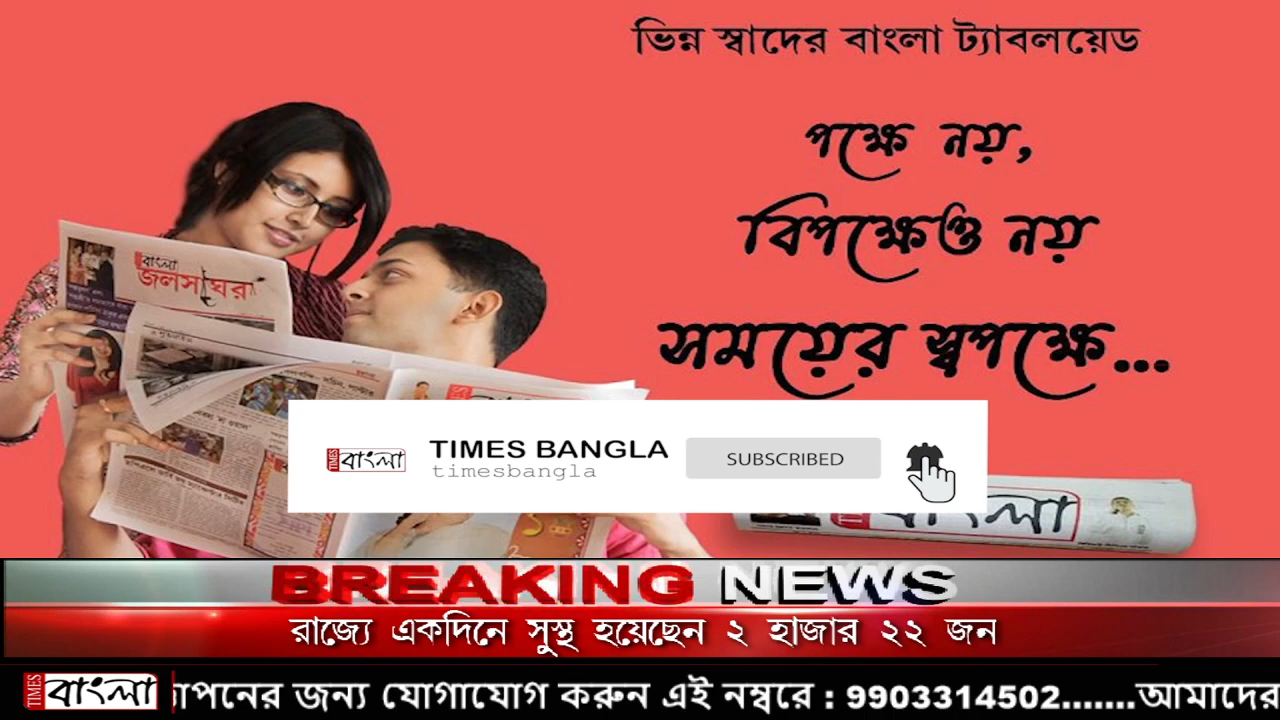 ভিন্ন স্বাদের বাংলা ট্যাবলয়েড
পক্ষে নয়,
বিপক্ষেও নয়
সময়ের স্বপক্ষে...
বাংলা
জলসাঘর
TIMES বাংলা
TIMES BANGLA
timesbangla
SUBSCRIBED
বাংলা
BREAKING NEWS
রাজ্যে একদিনে সুস্থ হয়েছেন ২ হাজার ২২ জন
TIMES বাংলা
াপনের জন্য যোগাযোগ করুন এই নম্বরে : 9903314502.......আমাদের